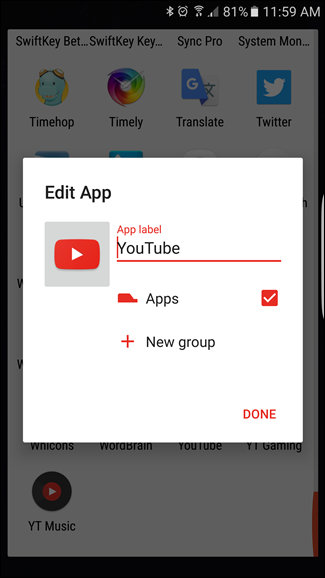 81% 11:59 AM
SwiftKey Bet... SwiftKey Key... Sync Pro System Mon...
Timehop Timely Translate Twitter
Edit App
App label
YouTube
Apps
New group
DONE
Whicons WordBrain YouTube YT Gaming
YT Music